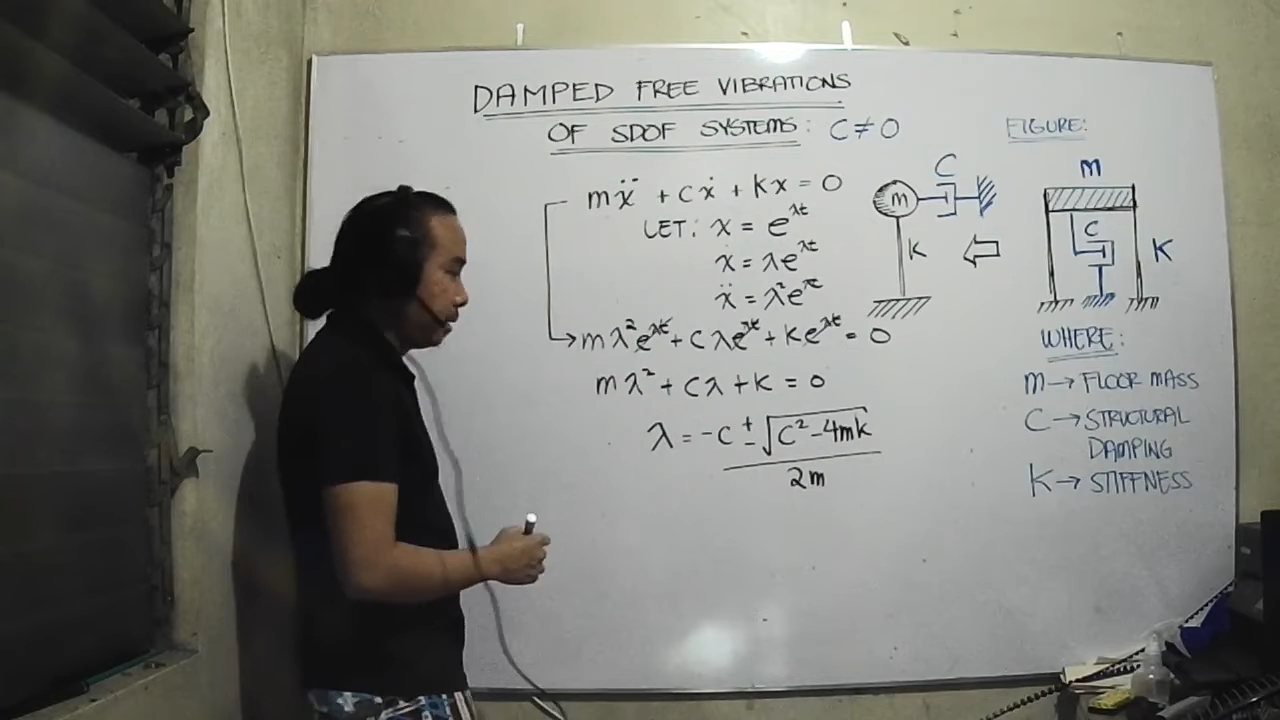 DAMPED FREE VIBRATIONS
OF SDOF SYSTEMS: C ≠ 0
mẍ + cẋ + kx = 0
LET: x = e^λt
ẋ = λe^λt
ẍ = λ²e^λt
mλ²e^λt + cλe^λt + ke^λt = 0
mλ² + cλ + k = 0
λ = -c ± √(c² - 4mk)
2m
FIGURE:
C
m
K
m
C
K
WHERE:
m → FLOOR MASS
C → STRUCTURAL
DAMPING
K → STIFFNESS